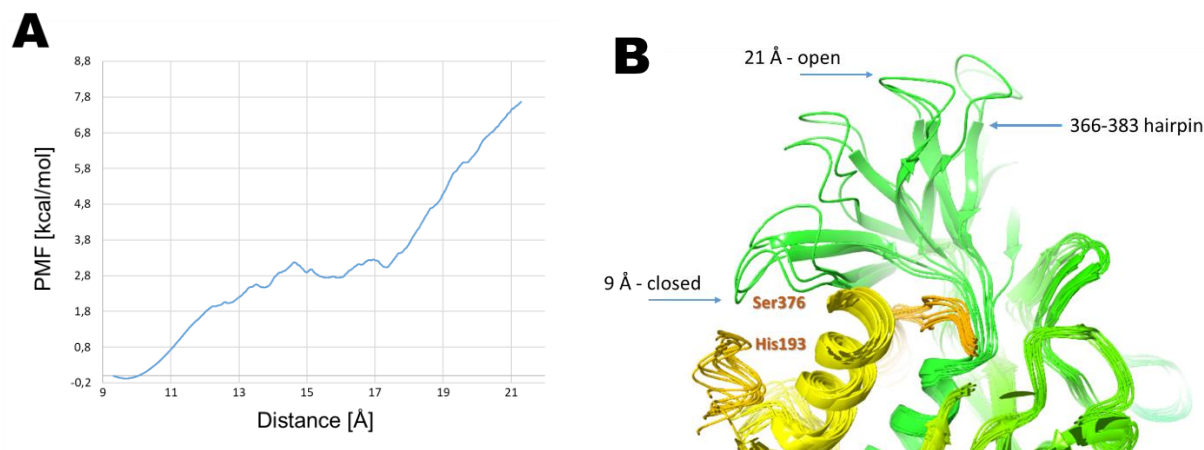 A
8,8
7,8
6,8
5,8
4,8
3,8
2,8
1,8
0,8
-0,2
PMF [kcal/mol]
9 11 13 15 17 19 21
Distance [Å]
B
21 Å - open
366-383 hairpin
9 Å - closed
Ser376
His193